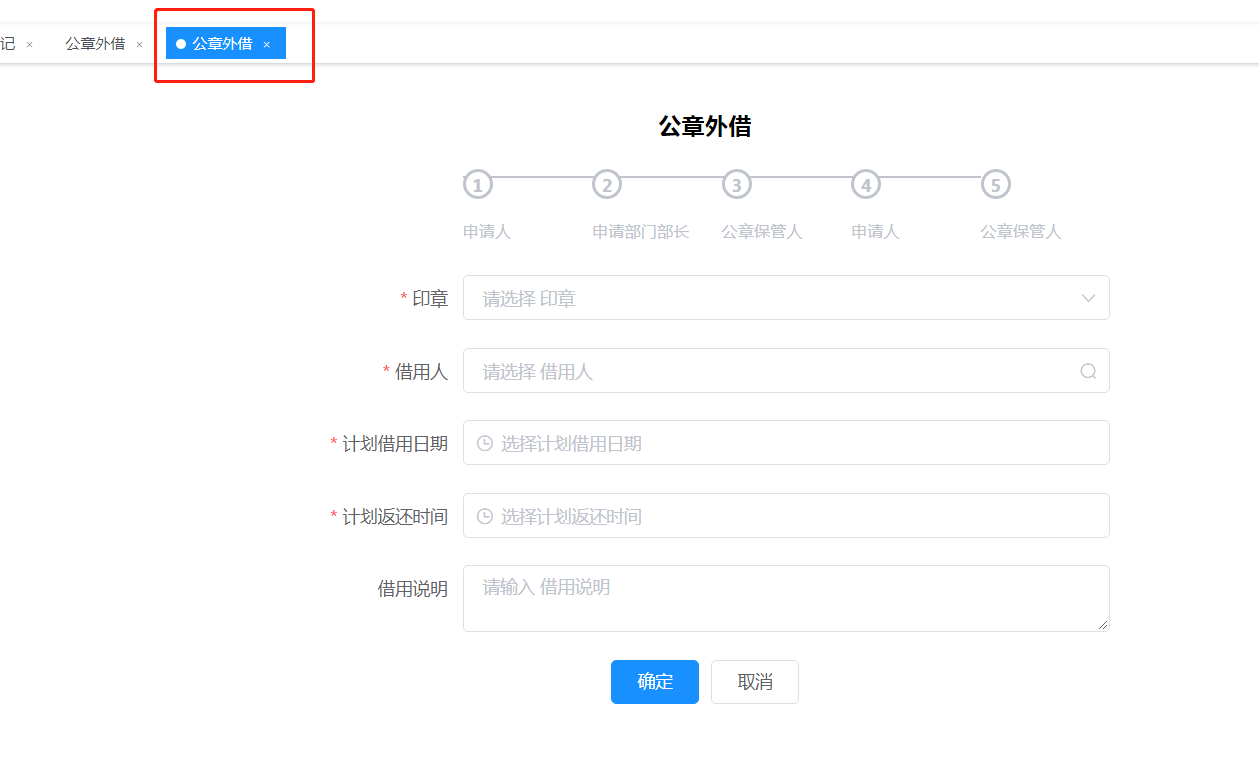 记 × 公章外借 × 公章外借 ×
公章外借
1 2 3 4 5
申请人 申请部门部长 公章保管人 申请人 公章保管人
* 印章 请选择 印章
* 借用人 请选择 借用人
* 计划借用日期 选择计划借用日期
* 计划返还时间 选择计划返还时间
借用说明 请输入 借用说明
确定 取消